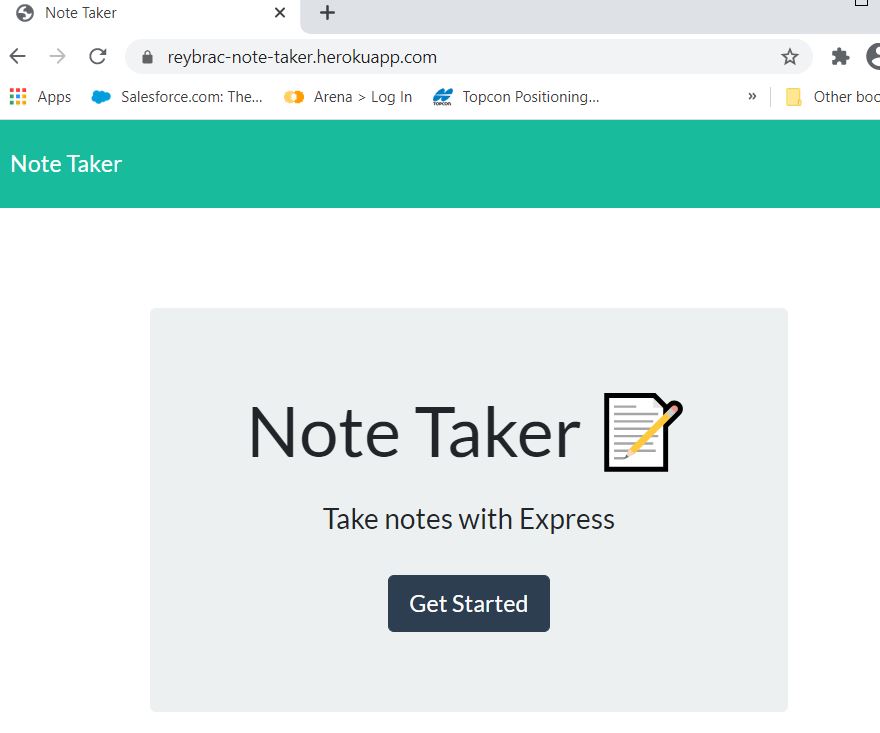 Note Taker
reybrac-note-taker.herokuapp.com
Apps Salesforce.com: The... Arena > Log In TOPCON Topcon Positioning... » Other boo
Note Taker
Note Taker
Take notes with Express
Get Started